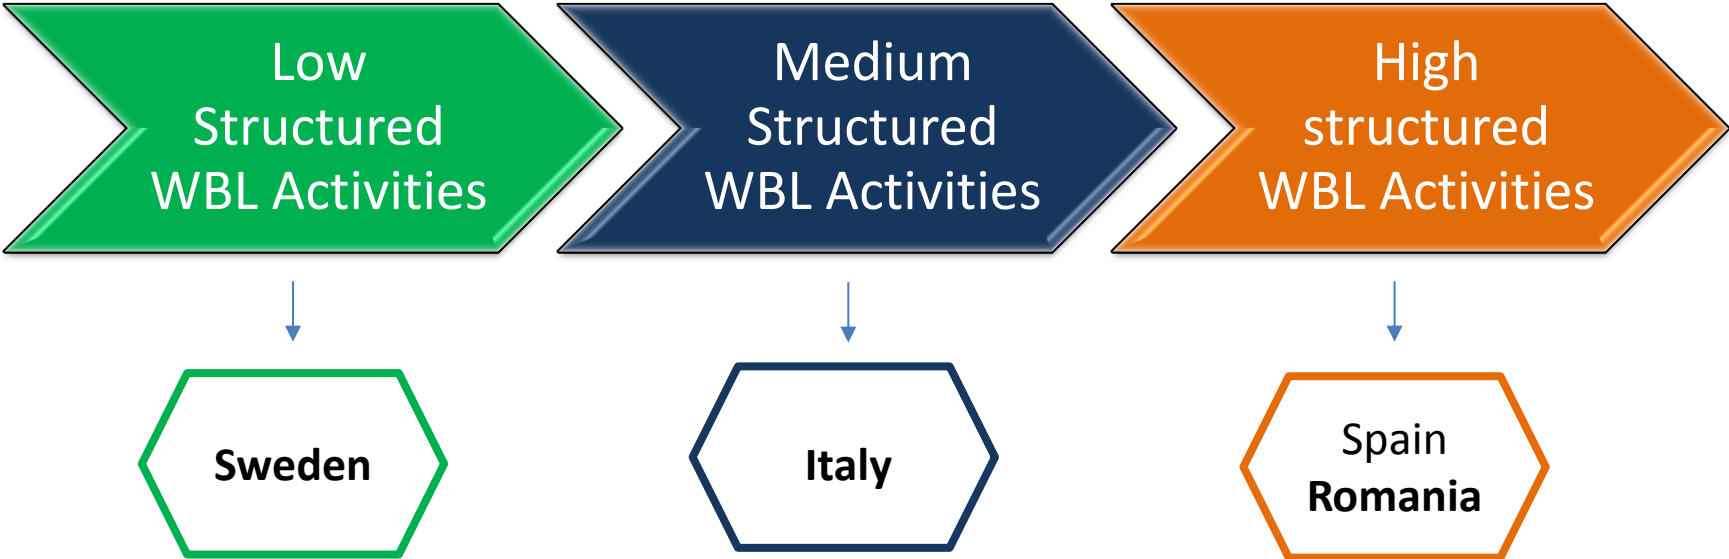 Low
Structured
WBL Activities
Medium
Structured
WBL Activities
High
structured
WBL Activities
Sweden
Italy
Spain
Romania